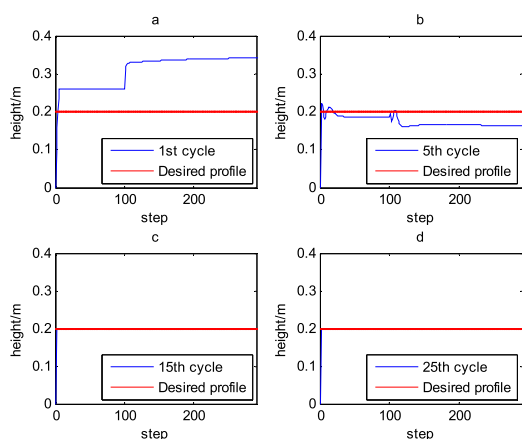 a
0.4
0.3
0.2
0.1
0
height/m
0
100
200
step
1st cycle
Desired profile
b
0.4
0.3
0.2
0.1
0
height/m
0
100
200
step
5th cycle
Desired profile
c
0.4
0.3
0.2
0.1
0
height/m
0
100
200
step
15th cycle
Desired profile
d
0.4
0.3
0.2
0.1
0
height/m
0
100
200
step
25th cycle
Desired profile